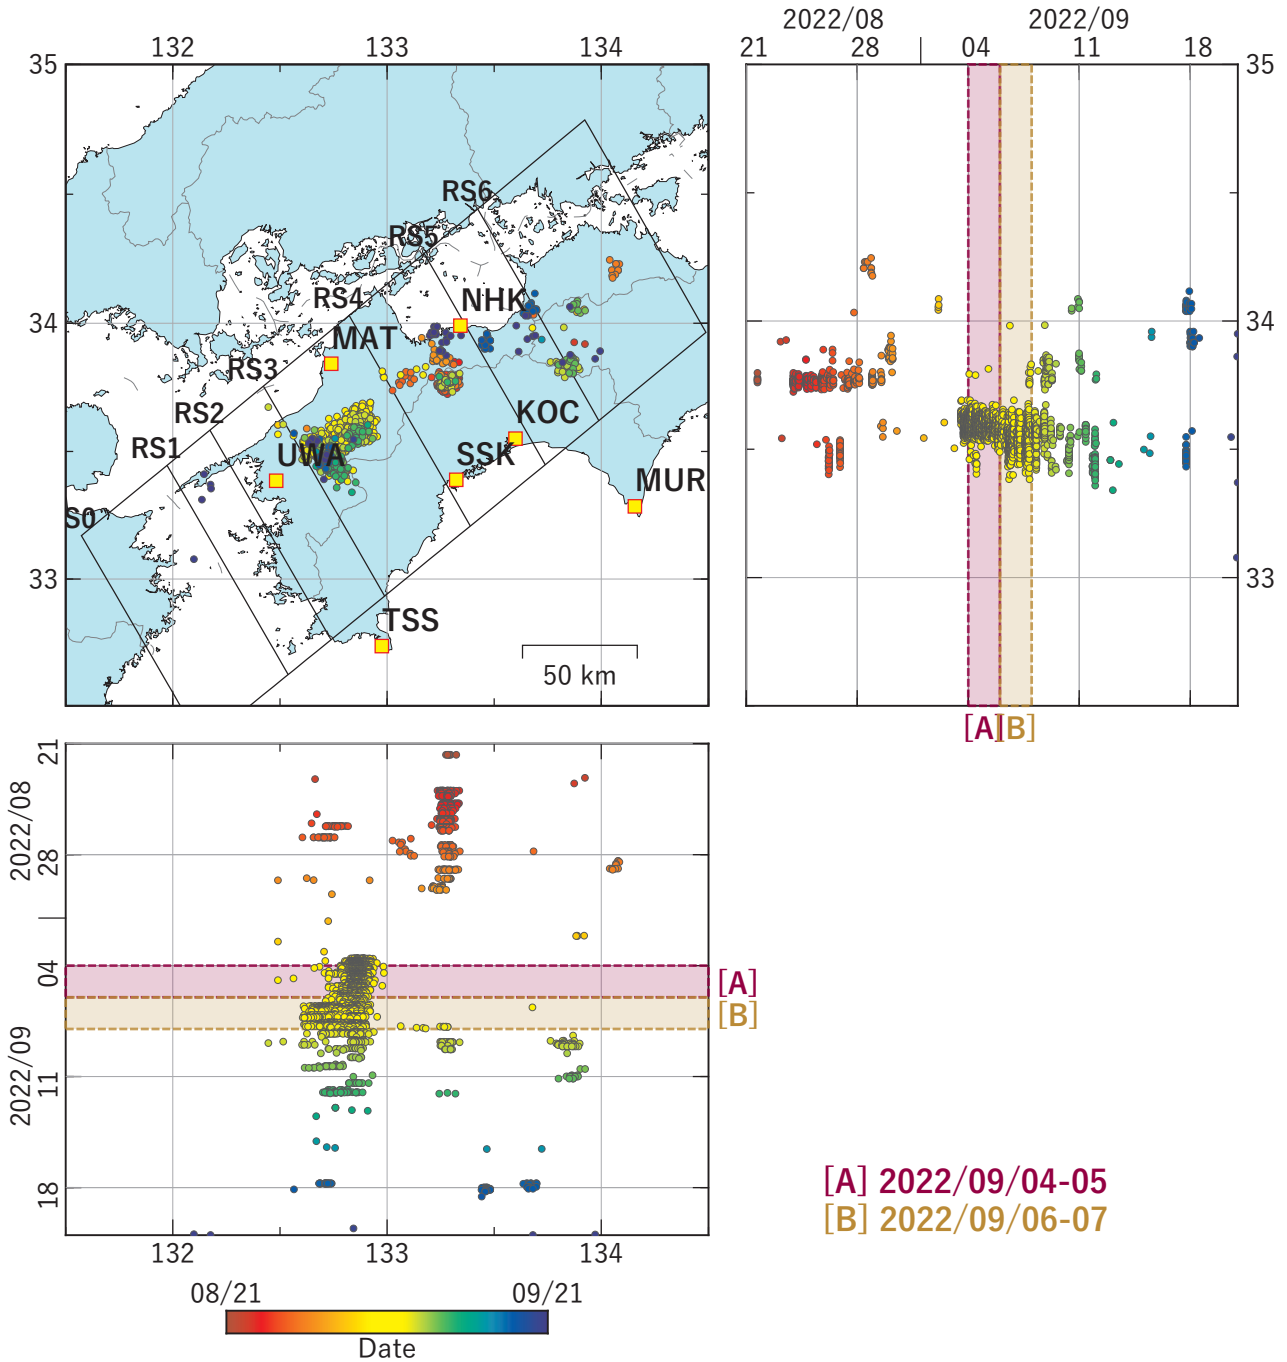 2022/08 2022/09
132 133 134
21 28 04 11 18
35
35
RS6
RS5
RS4
NHK
34
34
MAT
RS3
RS2
KOC
RS1
UWA
SSK
MUR
S0
33
33
TSS
50 km
[A] [B]
21
2022/08
28
04
[A]
[B]
2022/09
11
18
132 133 134
[A] 2022/09/04-05
[B] 2022/09/06-07
08/21 09/21
Date